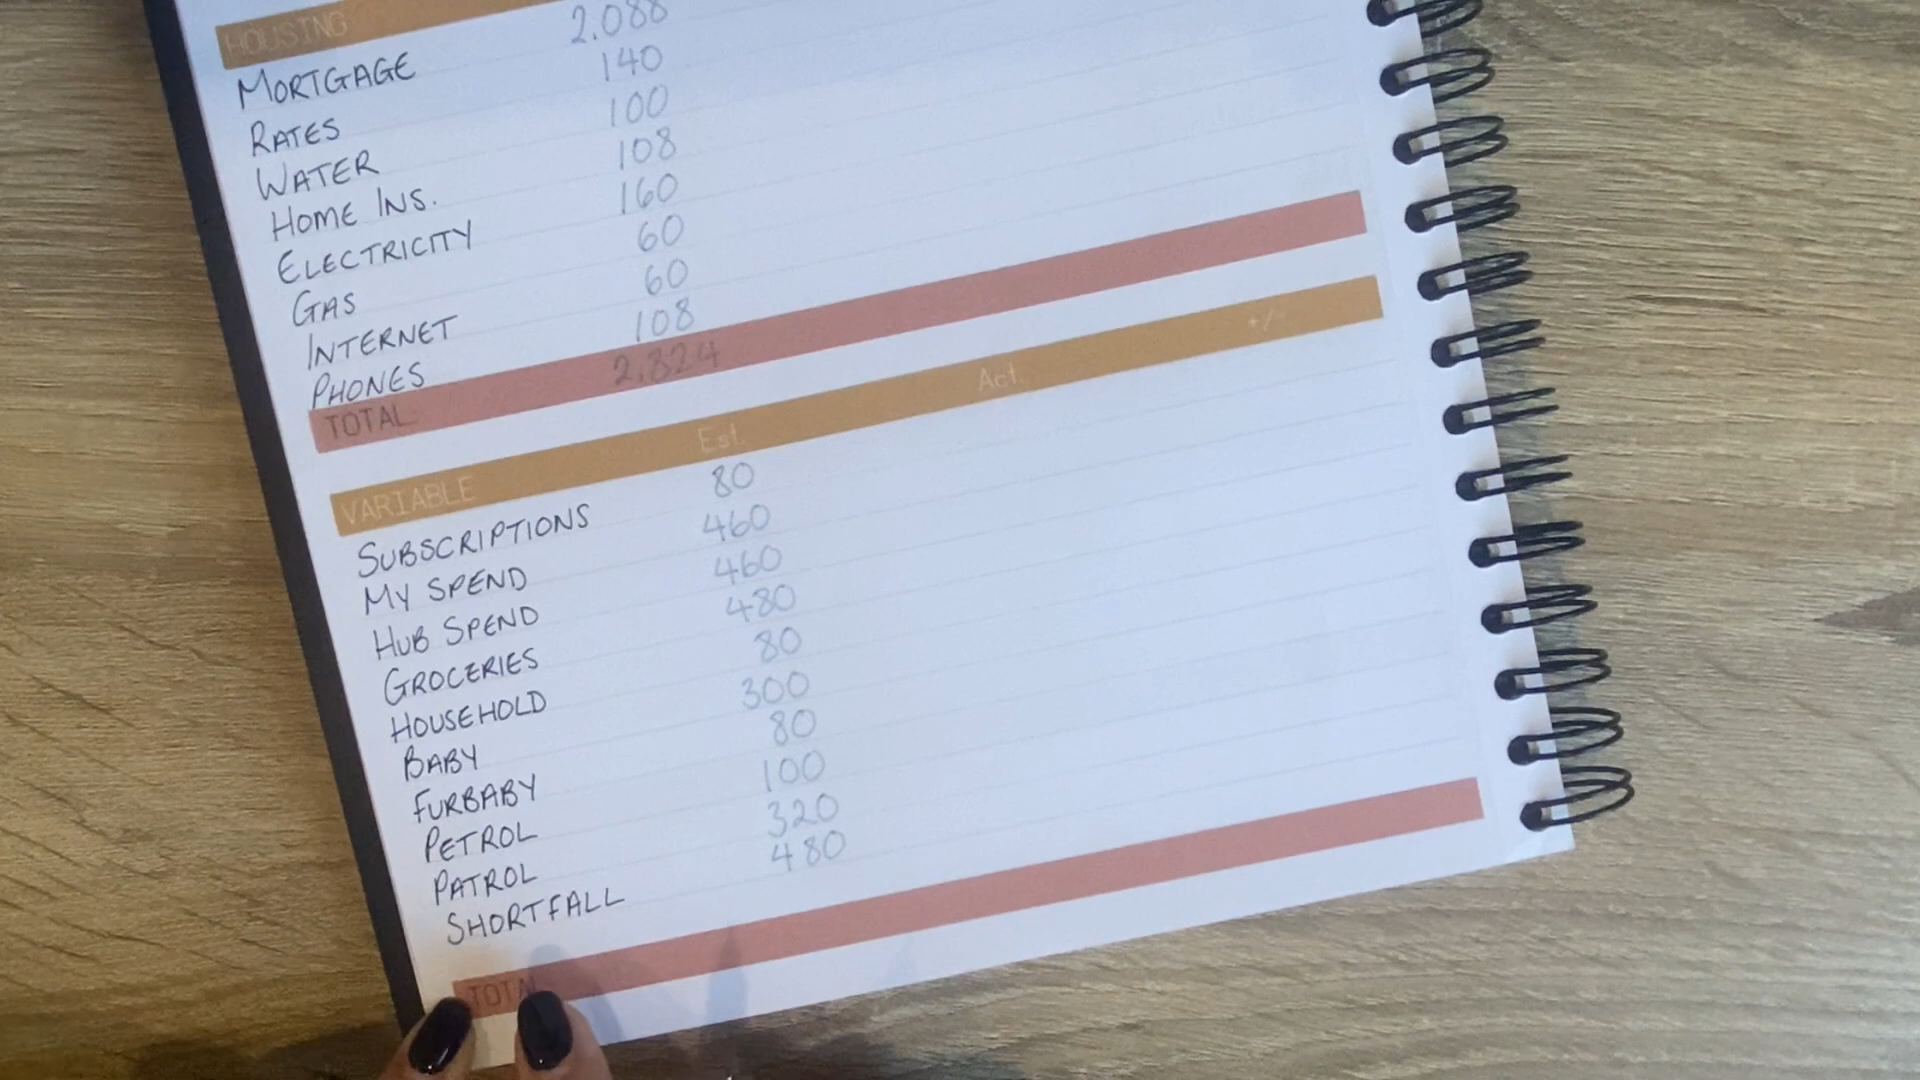 HOUSING
MORTGAGE 2.088
RATES 140
WATER 100
HOME INS. 108
ELECTRICITY 160
GAS 60
INTERNET 60
PHONES 108
TOTAL 2.824
VARIABLE Est. Act. +/-
SUBSCRIPTIONS 80
MY SPEND 460
HUB SPEND 460
GROCERIES 480
HOUSEHOLD 80
BABY 300
FURBABY 80
PETROL 100
PATROL 320
SHORTFALL 480
TOTAL